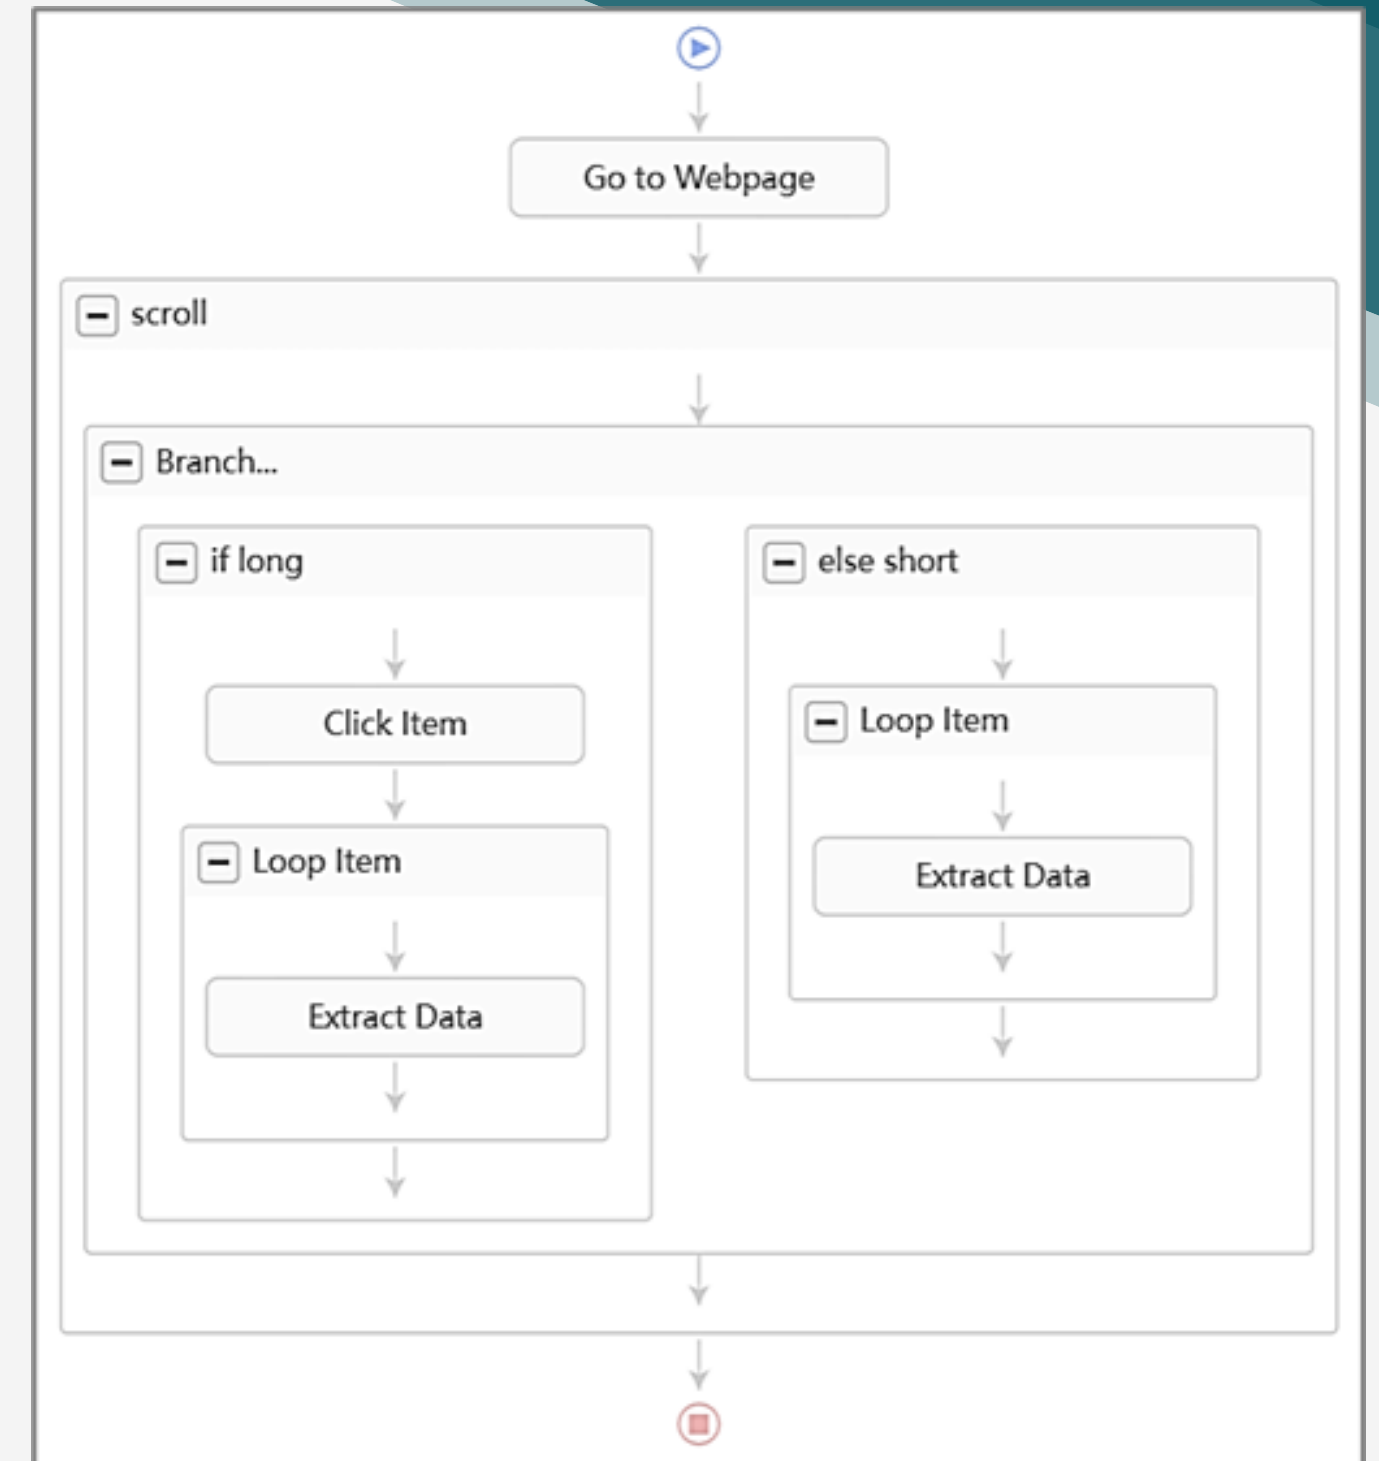 Go to Webpage
scroll
Branch...
if long
Click Item
Loop Item
Extract Data
else short
Loop Item
Extract Data